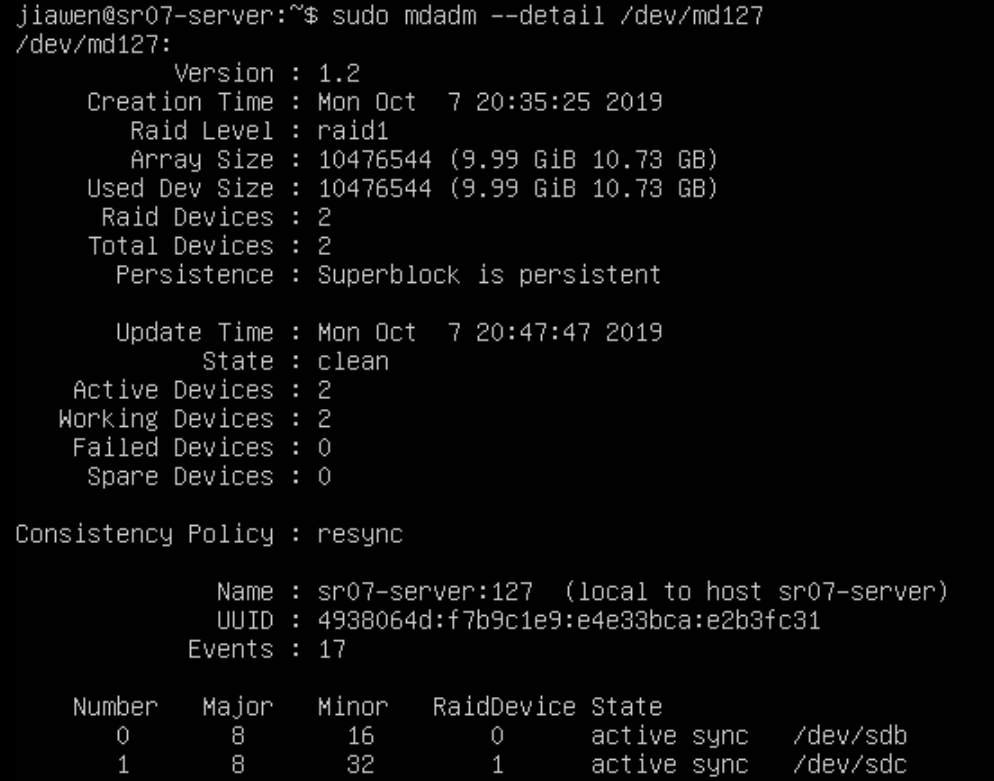 jiawen@sr07-server:~$ sudo mdadm --detail /dev/md127
/dev/md127:
Version : 1.2
Creation Time : Mon Oct  7 20:35:25 2019
Raid Level : raid1
Array Size : 10476544 (9.99 GiB 10.73 GB)
Used Dev Size : 10476544 (9.99 GiB 10.73 GB)
Raid Devices : 2
Total Devices : 2
Persistence : Superblock is persistent
Update Time : Mon Oct  7 20:47:47 2019
State : clean
Active Devices : 2
Working Devices : 2
Failed Devices : 0
Spare Devices : 0
Consistency Policy : resync
Name : sr07-server:127  (local to host sr07-server)
UUID : 4938064d:f7b9c1e9:e4e33bca:e2b3fc31
Events : 17
Number   Major   Minor   RaidDevice State
0       8       16        0      active sync   /dev/sdb
1       8       32        1      active sync   /dev/sdc